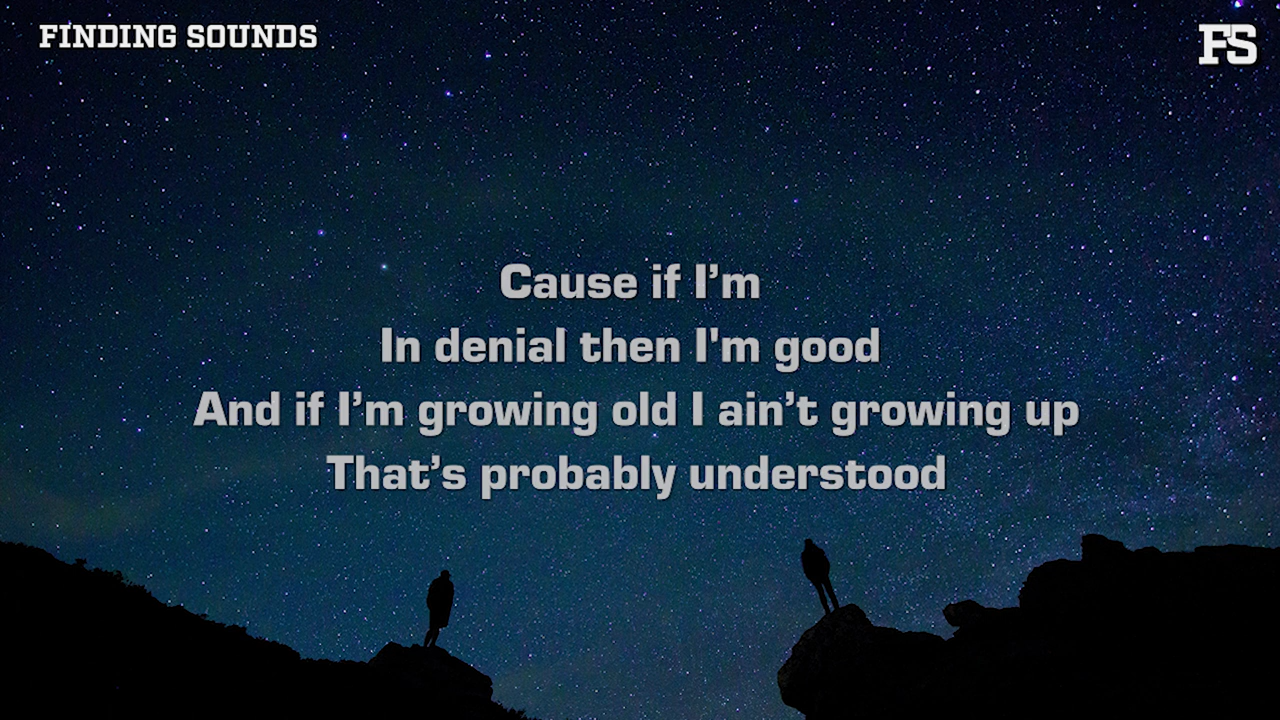 FINDING SOUNDS
FS
Cause if I’m
In denial then I'm good
And if I’m growing old I ain’t growing up
That’s probably understood